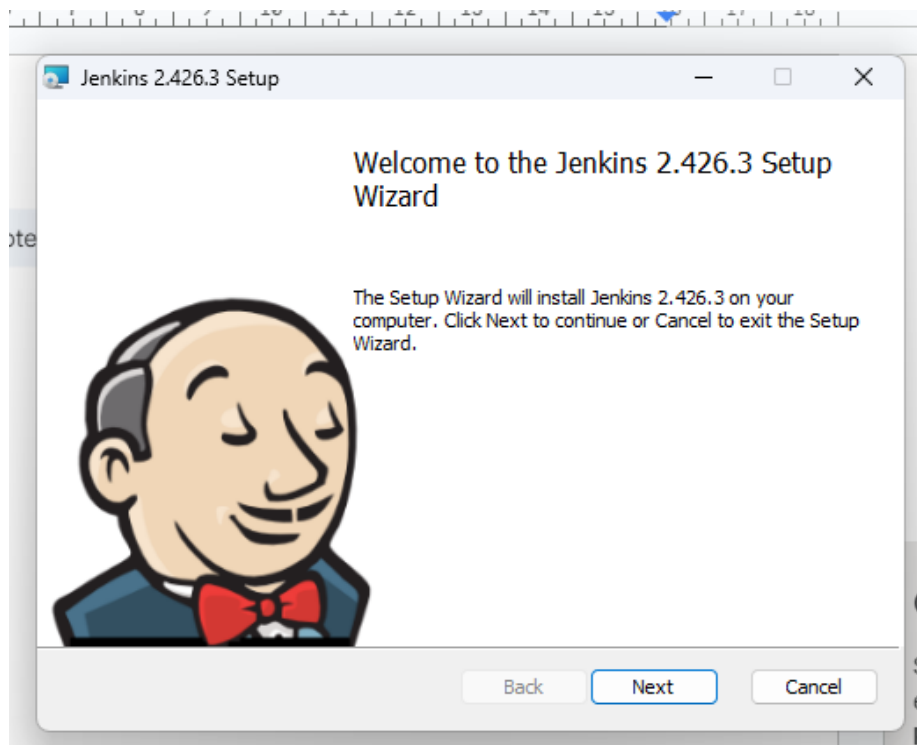 Jenkins 2.426.3 Setup
Welcome to the Jenkins 2.426.3 Setup
Wizard
ote
The Setup Wizard will install Jenkins 2.426.3 on your
computer. Click Next to continue or Cancel to exit the Setup
Wizard.
Back Next Cancel